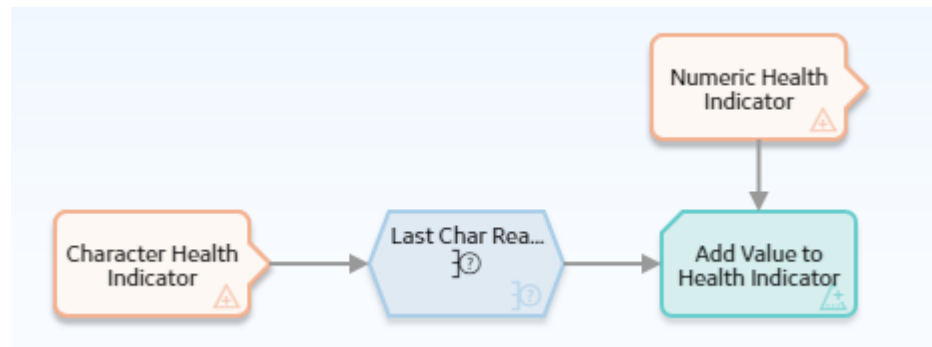 Numeric Health
Indicator
Character Health
Indicator
Last Char Rea...
Add Value to
Health Indicator